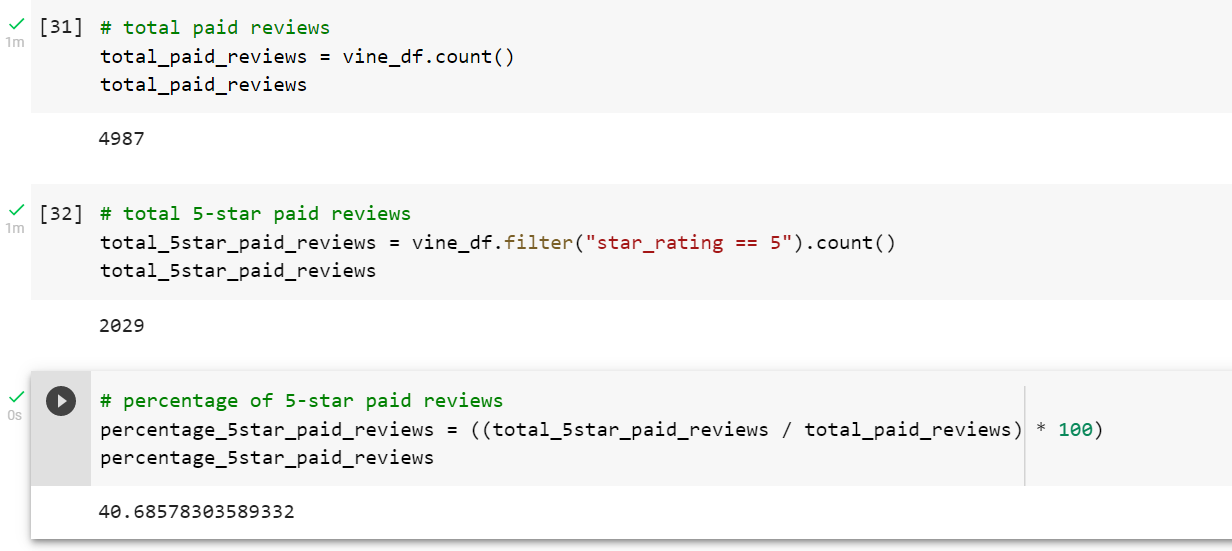 [31] # total paid reviews
1m
total_paid_reviews = vine_df.count()
total_paid_reviews
4987
[32] # total 5-star paid reviews
1m
total_5star_paid_reviews = vine_df.filter("star_rating == 5").count()
total_5star_paid_reviews
2029
# percentage of 5-star paid reviews
0s
percentage_5star_paid_reviews = ((total_5star_paid_reviews / total_paid_reviews) * 100)
percentage_5star_paid_reviews
40.68578303589332